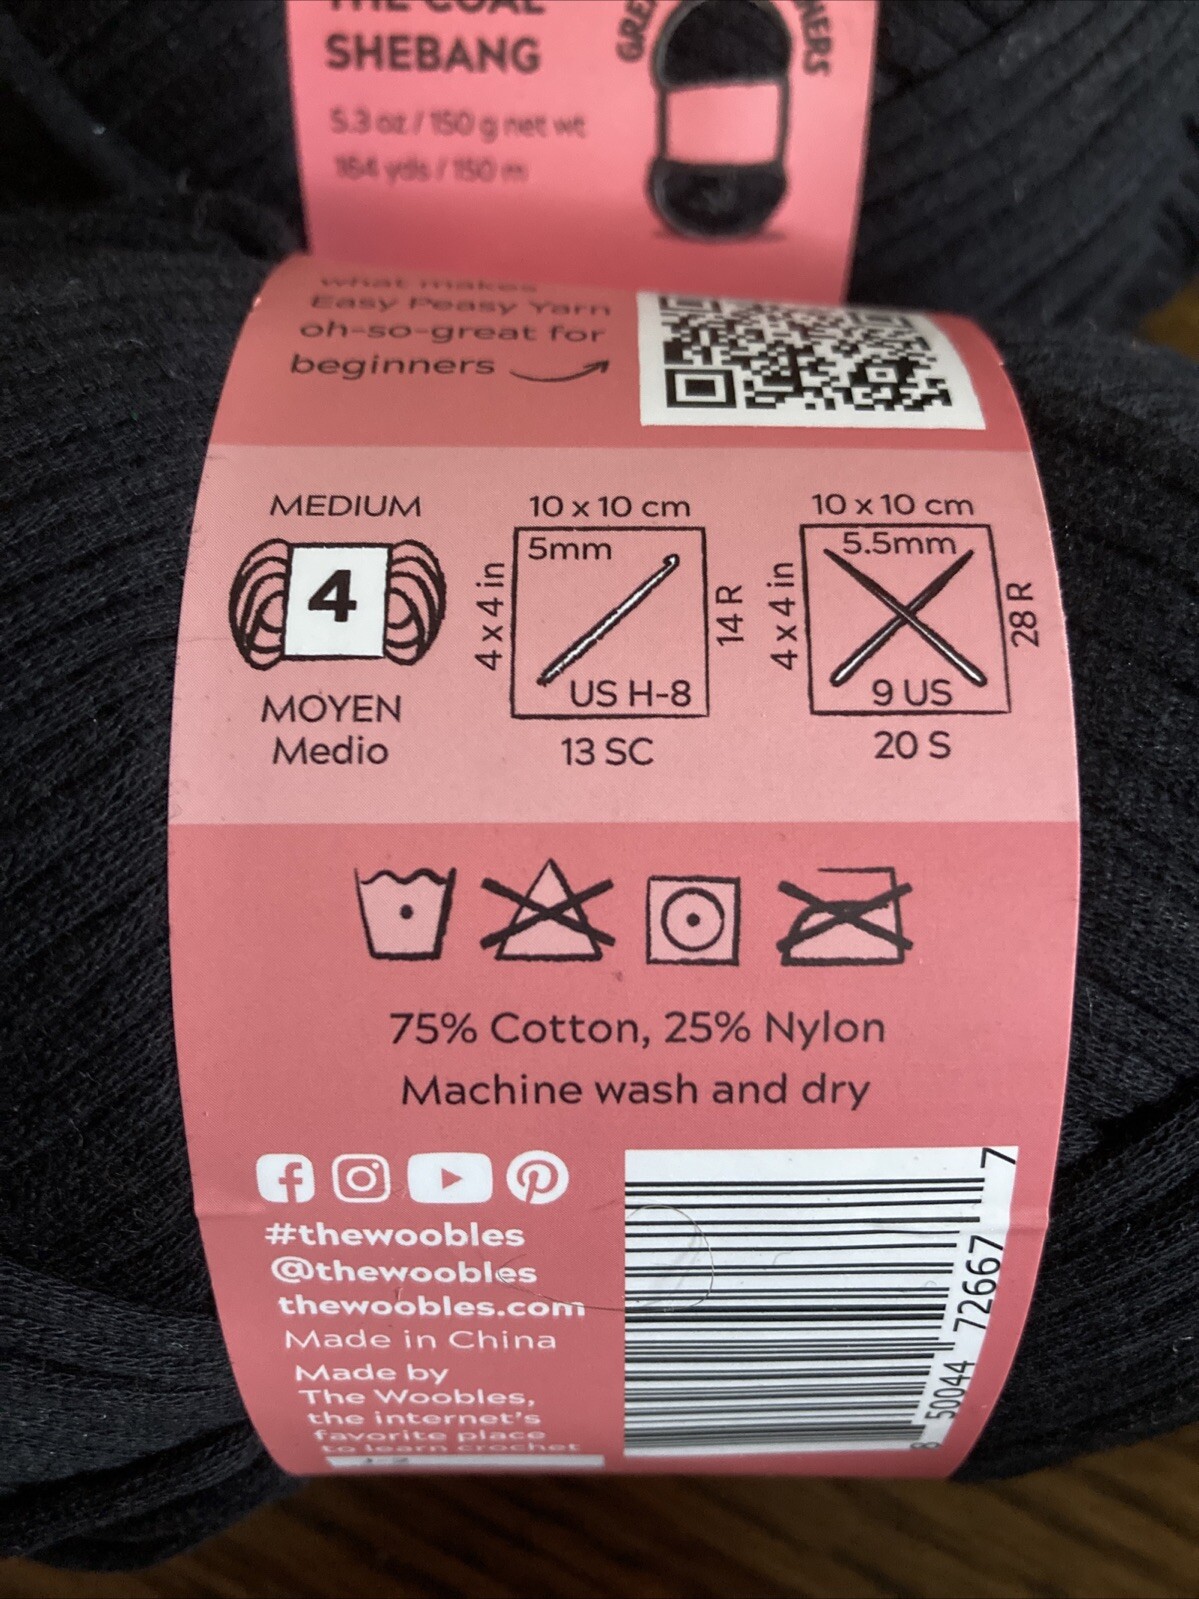 THE COAL
SHEBANG
5.3 oz / 150 g net wt
164 yds / 150 m
what makes
Easy Peasy Yarn
oh-so-great for
beginners
MEDIUM
4
MOYEN
Medio
10 x 10 cm
4 x 4 in
5mm
US H-8
14 R
13 SC
10 x 10 cm
4 x 4 in
5.5mm
9 US
28 R
20 S
75% Cotton, 25% Nylon
Machine wash and dry
#thewoobles
@thewoobles
thewoobles.com
Made in China
Made by
The Woobles,
the internet's
favorite place
to learn crochet
8 50044 72667 7